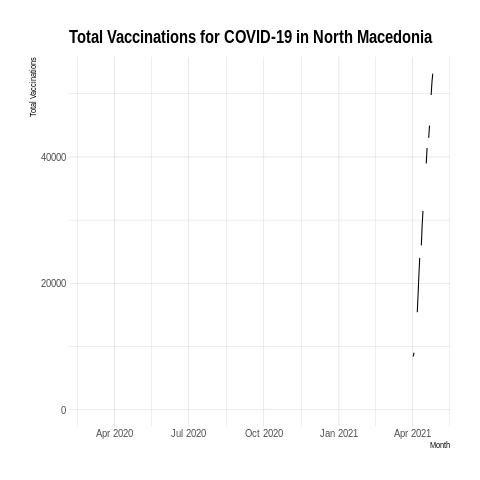 Total Vaccinations for COVID-19 in North Macedonia
Total Vaccinations
40000
20000
0
Apr 2020 Jul 2020 Oct 2020 Jan 2021 Apr 2021
Month